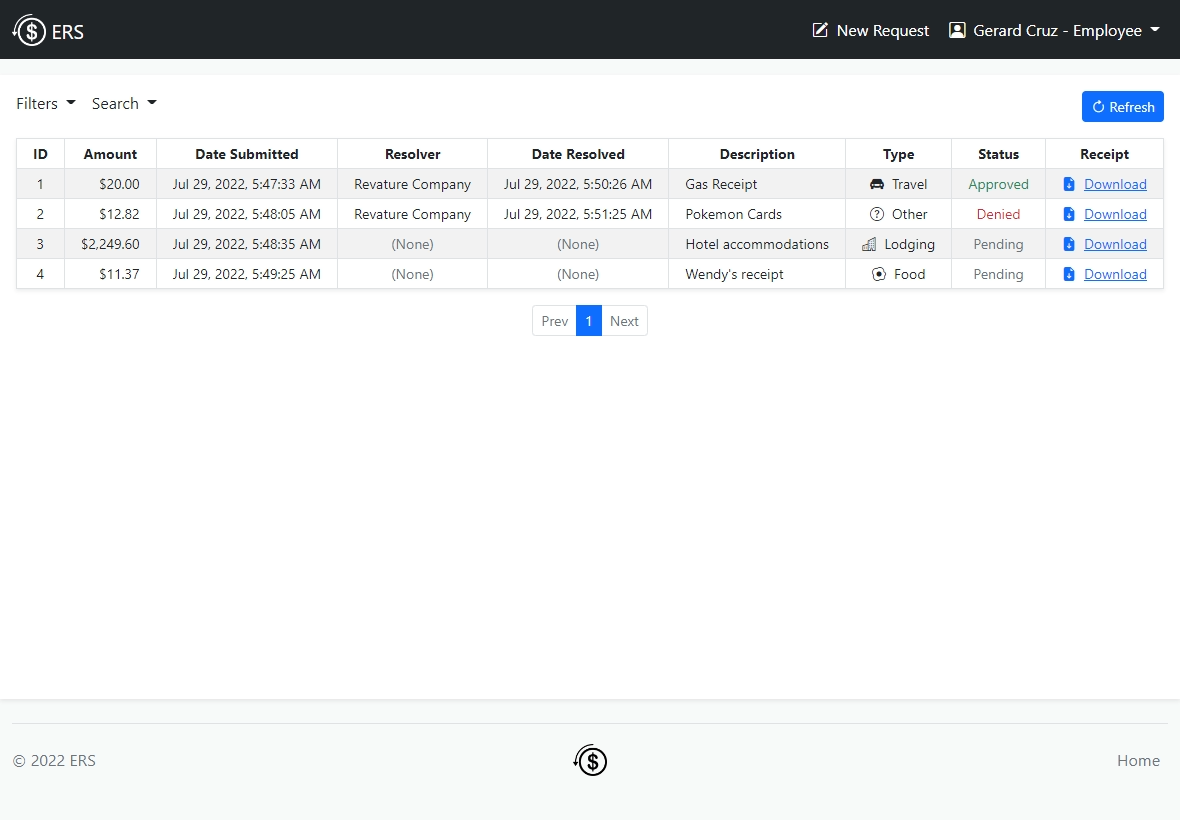 ERS New Request Gerard Cruz - Employee
Filters Search Refresh
ID Amount Date Submitted Resolver Date Resolved Description Type Status Receipt
1 $20.00 Jul 29, 2022, 5:47:33 AM Revature Company Jul 29, 2022, 5:50:26 AM Gas Receipt Travel Approved Download
2 $12.82 Jul 29, 2022, 5:48:05 AM Revature Company Jul 29, 2022, 5:51:25 AM Pokemon Cards Other Denied Download
3 $2,249.60 Jul 29, 2022, 5:48:35 AM (None) (None) Hotel accommodations Lodging Pending Download
4 $11.37 Jul 29, 2022, 5:49:25 AM (None) (None) Wendy's receipt Food Pending Download
Prev 1 Next
© 2022 ERS Home